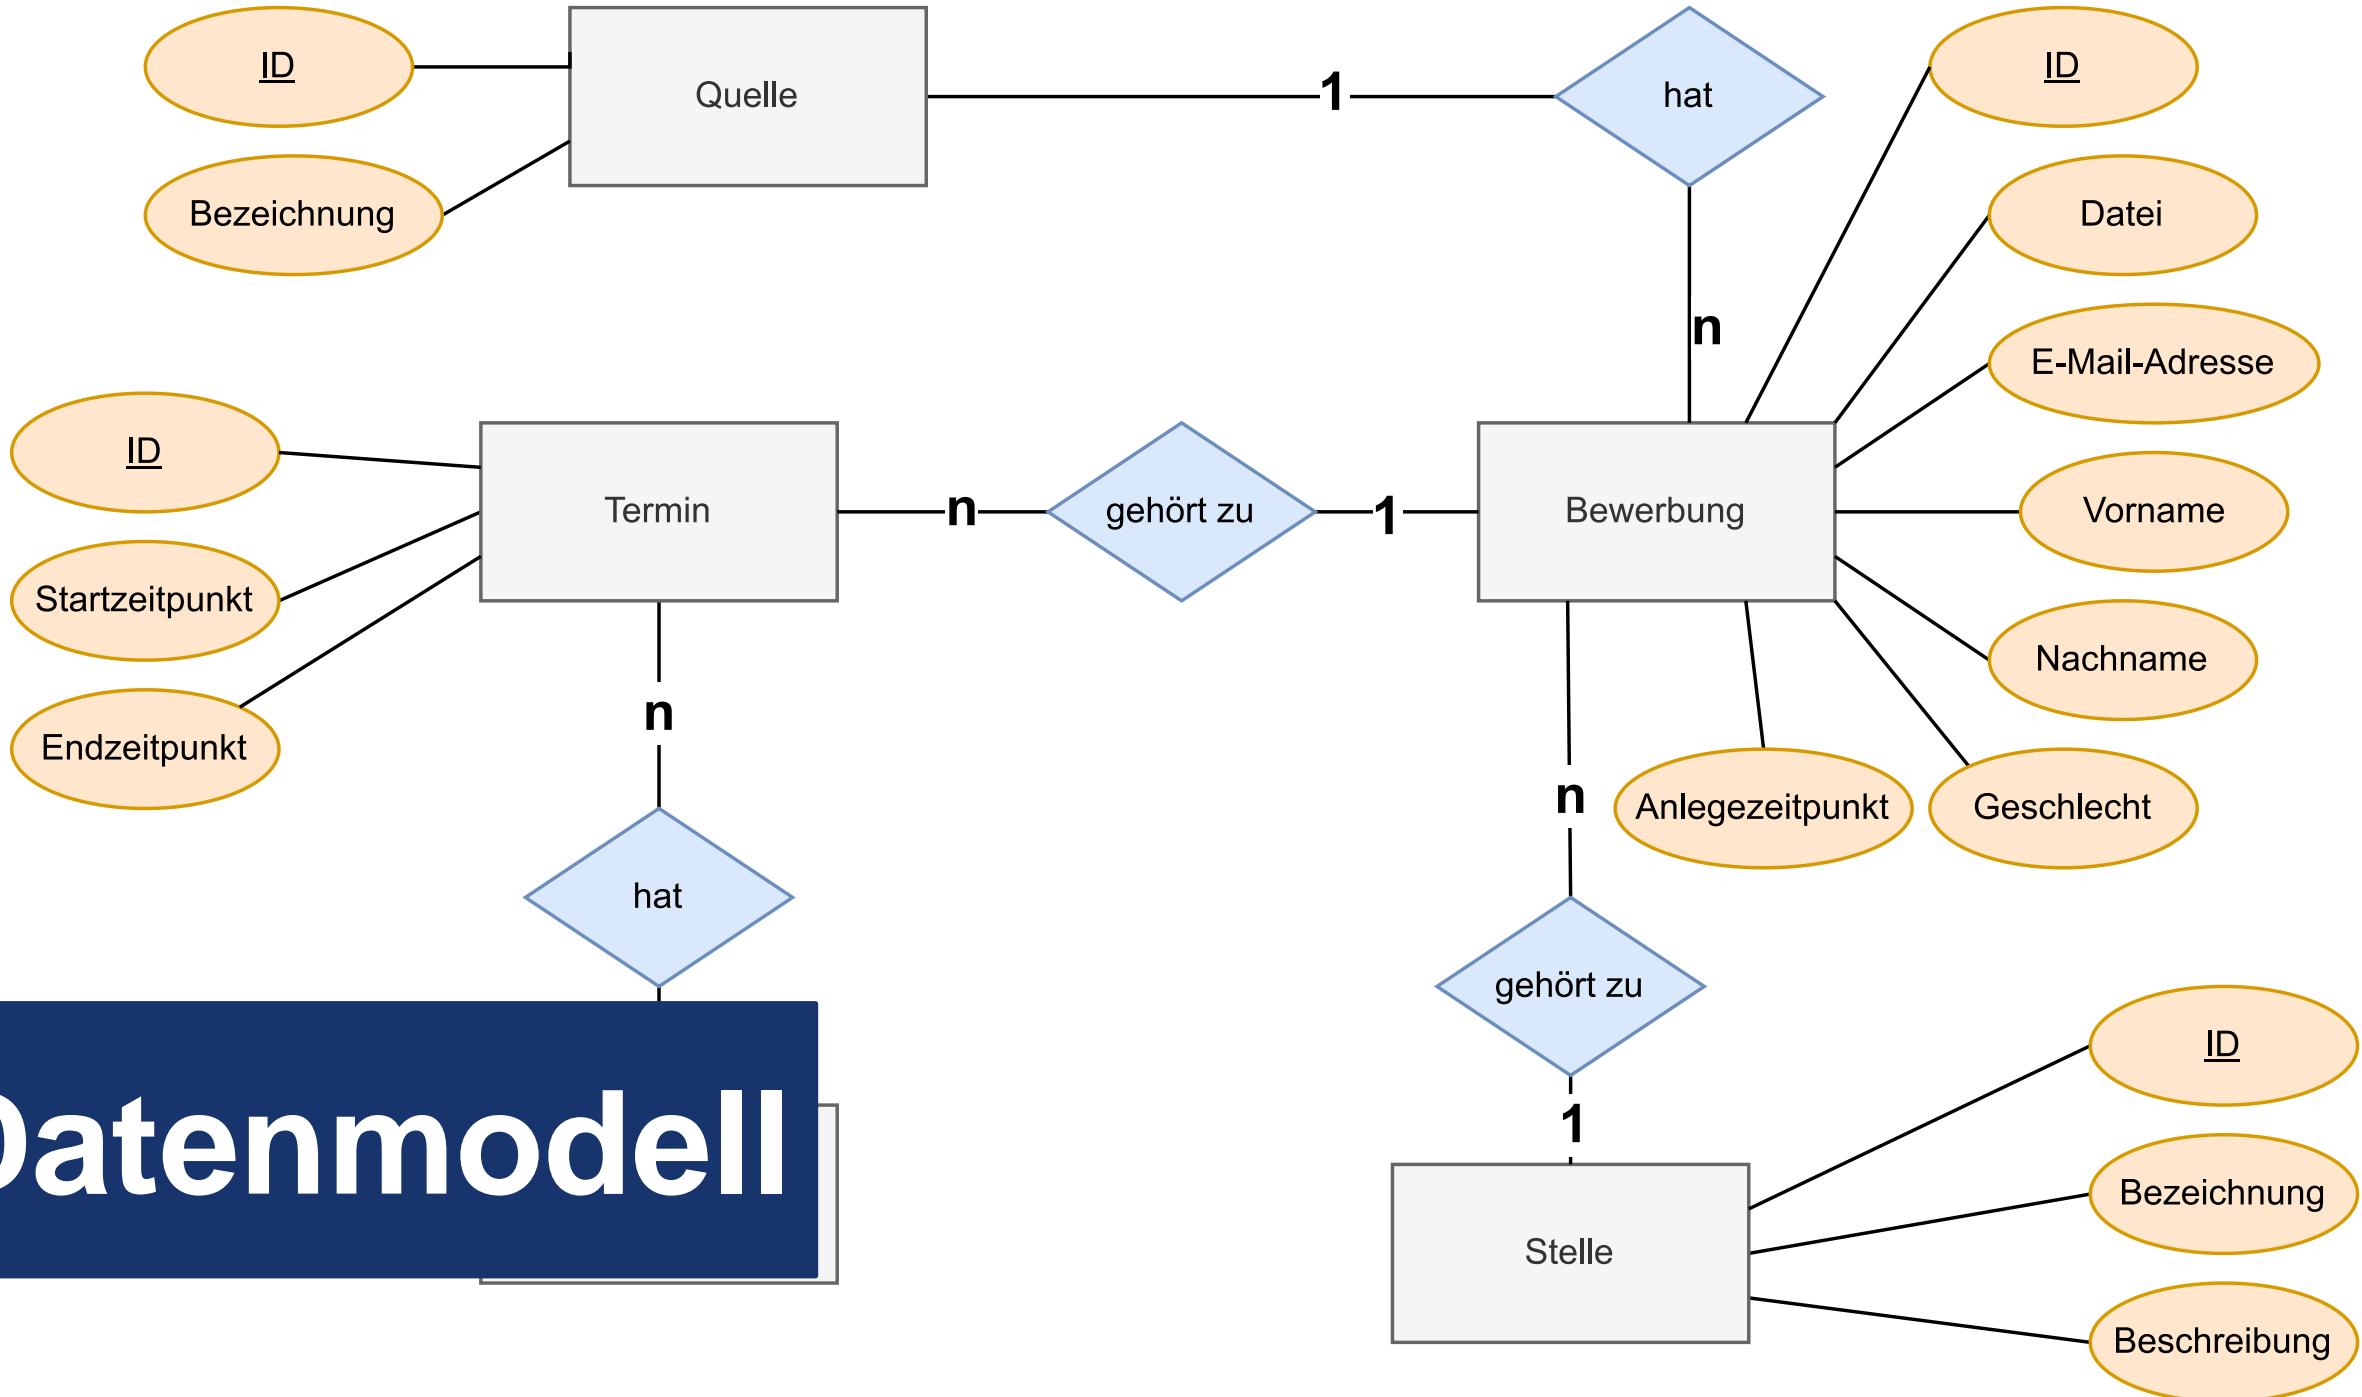 ID
Quelle
1
hat
ID
Bezeichnung
Datei
n
E-Mail-Adresse
ID
Termin
n
gehört zu
1
Bewerbung
Vorname
Startzeitpunkt
Nachname
n
Endzeitpunkt
n
Anlegezeitpunkt
Geschlecht
hat
gehört zu
ID
1
Datenmodell
Bezeichnung
Stelle
Beschreibung